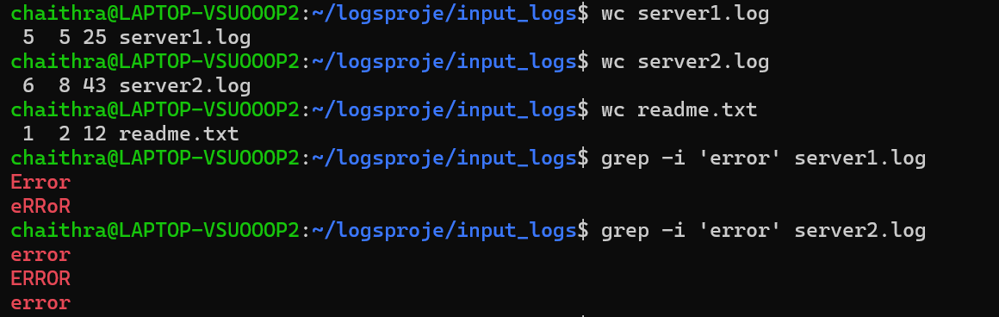 chaithra@LAPTOP-VSUOOOP2:~/logsproje/input_logs$ wc server1.log
 5  5 25 server1.log
chaithra@LAPTOP-VSUOOOP2:~/logsproje/input_logs$ wc server2.log
 6  8 43 server2.log
chaithra@LAPTOP-VSUOOOP2:~/logsproje/input_logs$ wc readme.txt
 1  2 12 readme.txt
chaithra@LAPTOP-VSUOOOP2:~/logsproje/input_logs$ grep -i 'error' server1.log
Error
eRRoR
chaithra@LAPTOP-VSUOOOP2:~/logsproje/input_logs$ grep -i 'error' server2.log
error
ERROR
error